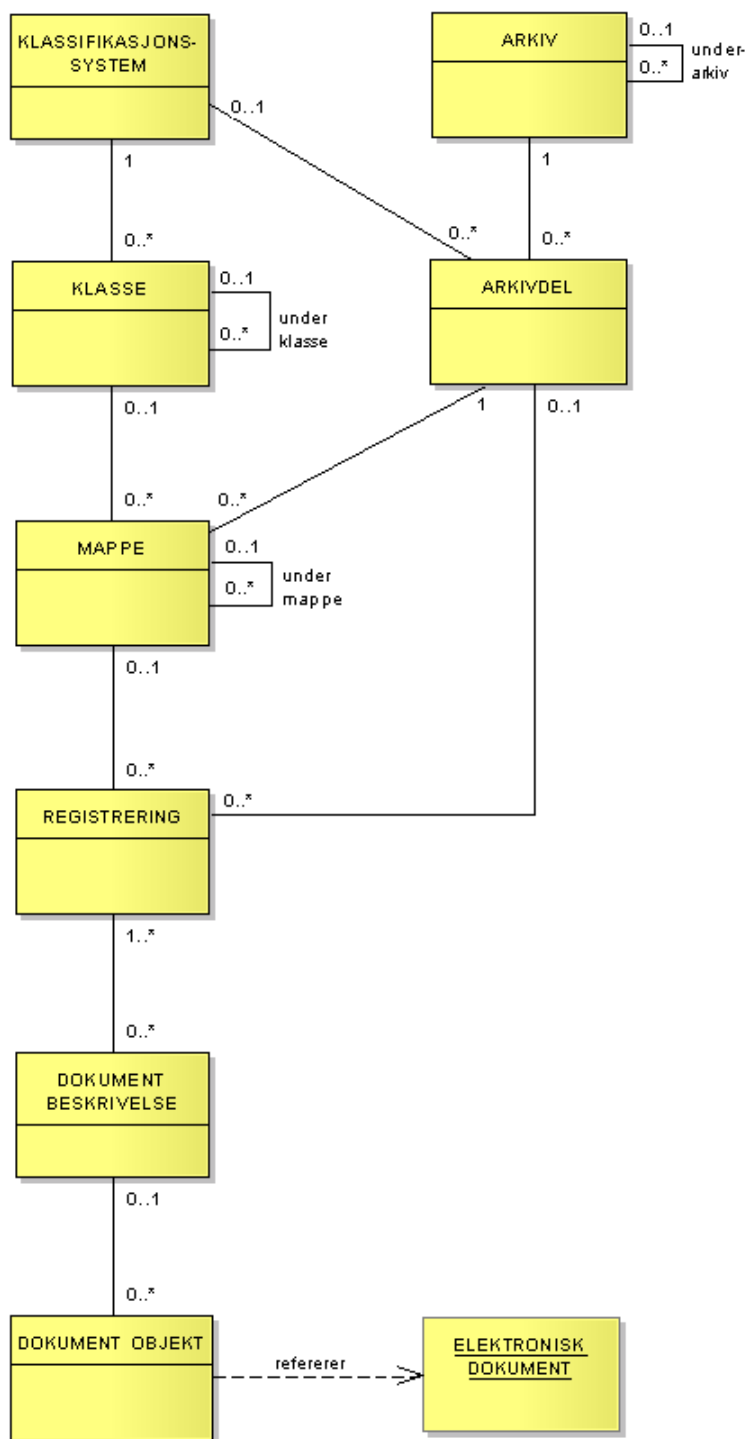 KLASSIFIKASJONS-
SYSTEM
ARKIV
0..1
under-
0..*
arkiv
0..1
1
1
0..*
0..*
0..*
KLASSE
0..1
ARKIVDEL
under
0..*
klasse
0..1
1
0..1
0..*
0..*
MAPPE
0..1
under
0..*
mappe
0..1
0..*
REGISTRERING
0..*
1..*
0..*
DOKUMENT
BESKRIVELSE
0..1
0..*
DOKUMENT OBJEKT
refererer
ELEKTRONISK
DOKUMENT